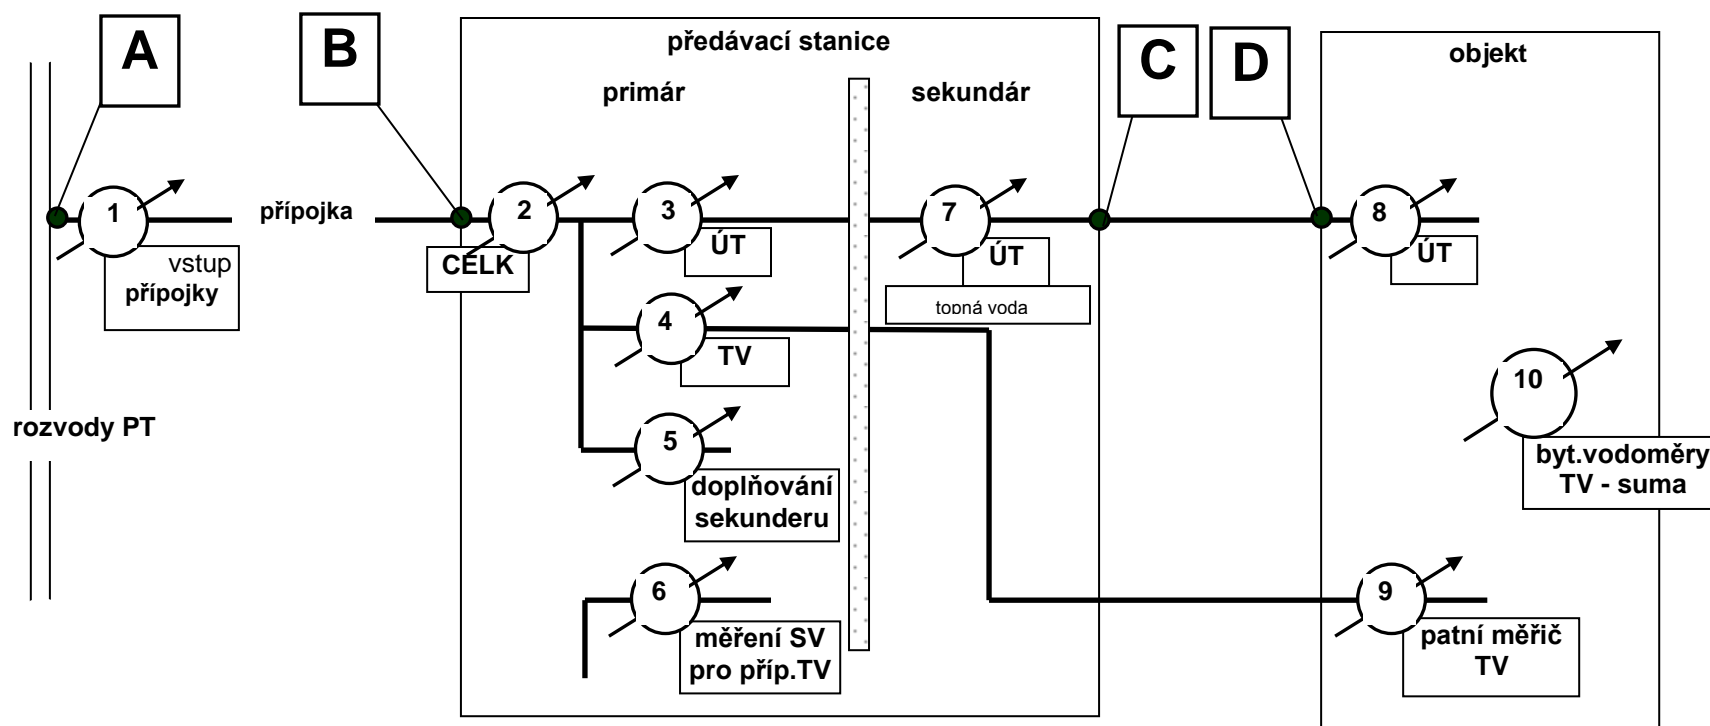 A
B
předávací stanice
C
D
objekt
primár
sekundár
1
přípojka
2
3
7
8
vstup
přípojky
CELK
ÚT
ÚT
ÚT
topná voda
4
TV
10
rozvody PT
5
byt.vodoměry
TV - suma
doplňování
sekunderu
6
9
měření SV
pro příp.TV
patní měřič
TV